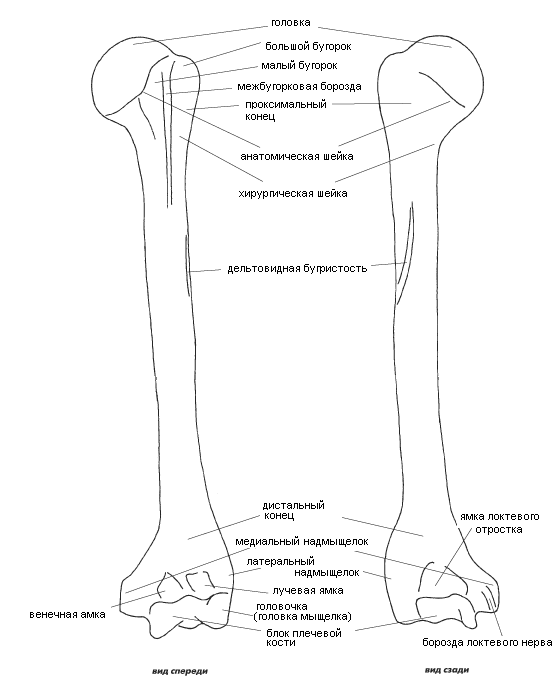 головка
большой бугорок
малый бугорок
межбугорковая борозда
проксимальный
конец
анатомическая шейка
хирургическая шейка
дельтовидная бугристость
дистальный
конец
ямка локтевого
отростка
медиальный надмыщелок
латеральный
надмыщелок
лучевая ямка
венечная амка
головочка
(головка мыщелка)
блок плечевой
кости
борозда локтевого нерва
вид спереди
вид сзади